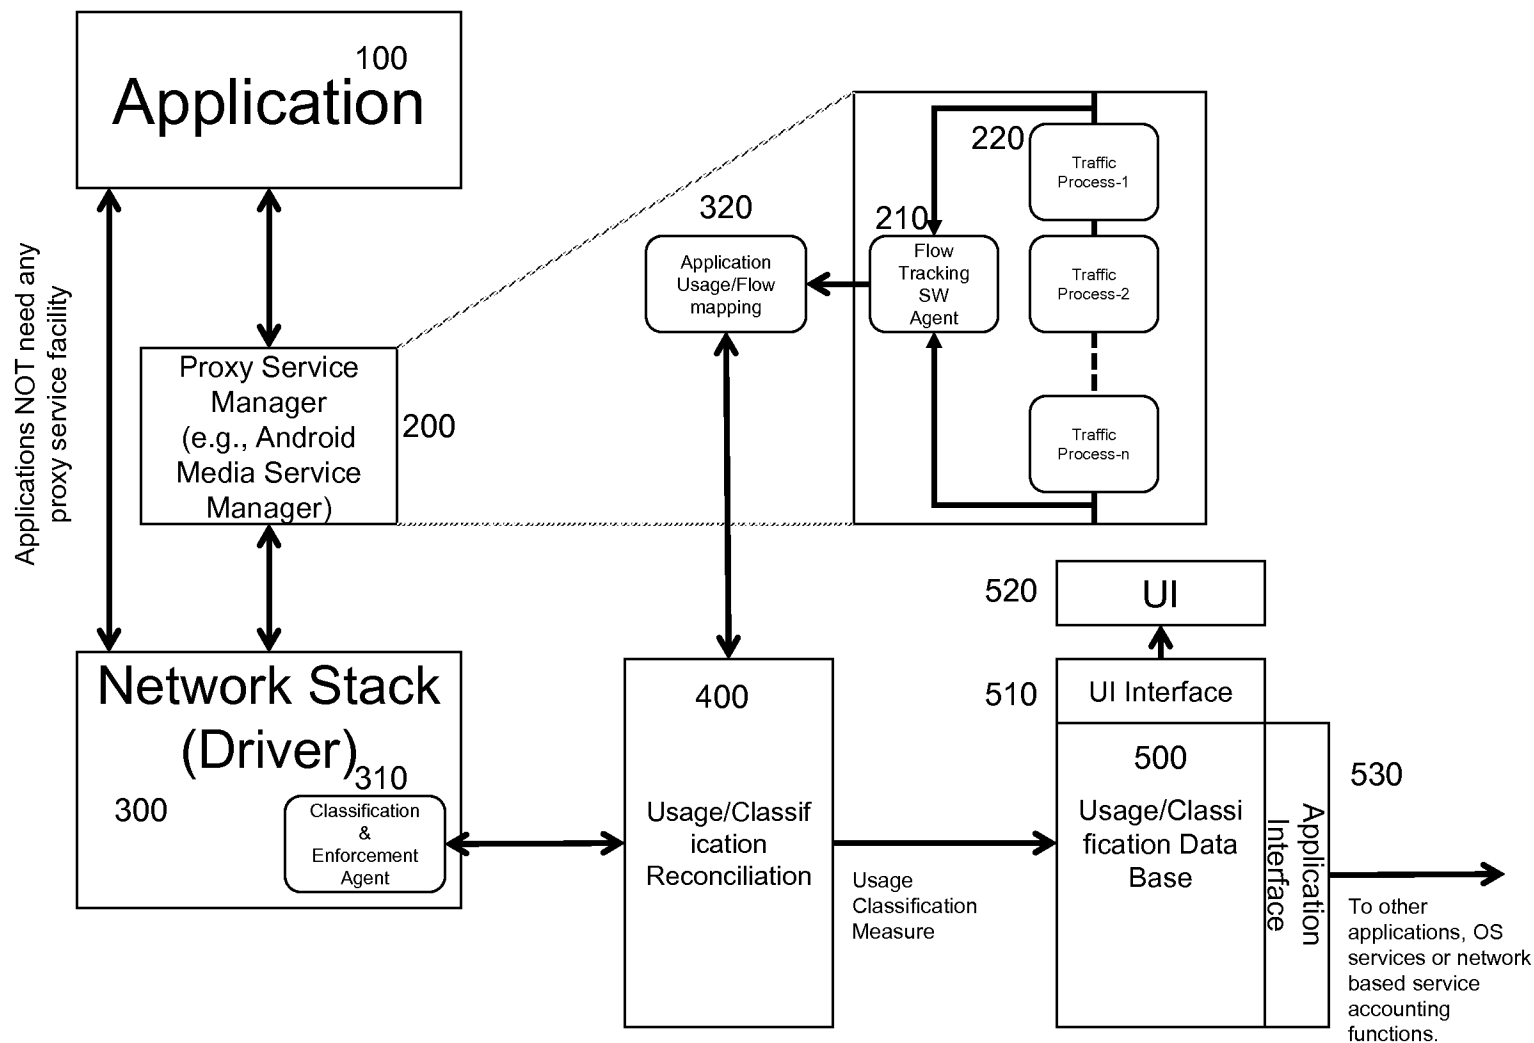 100
Application
Applications NOT need any
proxy service facility
Proxy Service
Manager
(e.g., Android
Media Service
Manager)
200
320
Application
Usage/Flow
mapping
210
Flow
Tracking
SW
Agent
220
Traffic
Process-1
Traffic
Process-2
Traffic
Process-n
Network Stack
(Driver)
300
310
Classification
&
Enforcement
Agent
400
Usage/Classif
ication
Reconciliation
Usage
Classification
Measure
520
UI
510
UI Interface
500
Usage/Classi
fication Data
Base
530
Application
Interface
To other
applications, OS
services or network
based service
accounting
functions.